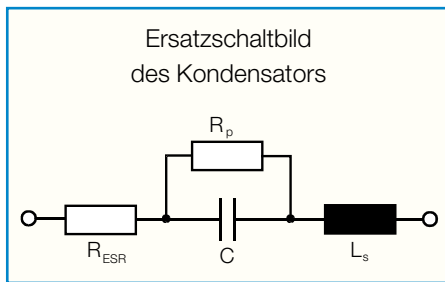 Ersatzschaltbild
des Kondensators
Rp
RESR
C
Ls